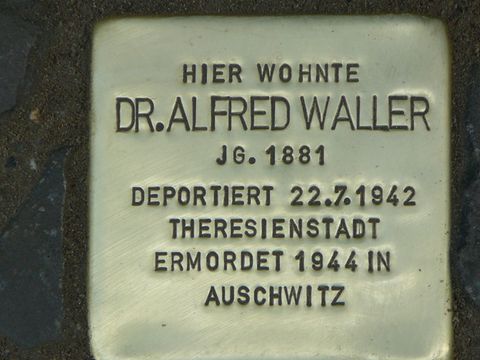 HIER WOHNTE
DR. ALFRED WALLER
JG. 1881
DEPORTIERT 22.7.1942
THERESIENSTADT
ERMORDET 1944 IN
AUSCHWITZ